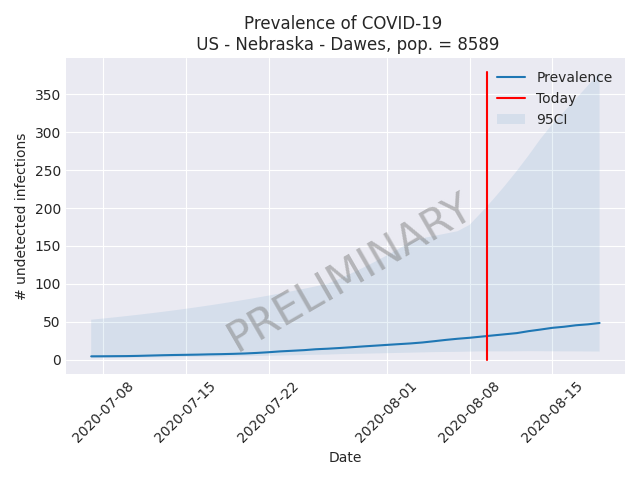 Prevalence of COVID-19
US - Nebraska - Dawes, pop. = 8589
Prevalence
Today
95CI
350
300
250
200
150
100
50
0
# undetected infections
PRELIMINARY
2020-07-08
2020-07-15
2020-07-22
2020-08-01
2020-08-08
2020-08-15
Date